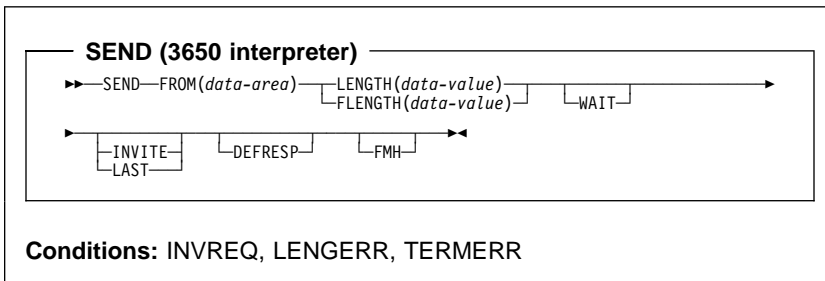 SEND (3650 interpreter)
SEND FROM(data-area) LENGTH(data-value)
FLENGTH(data-value) WAIT
INVITE DEFRESP FMH
LAST
Conditions: INVREQ, LENGERR, TERMERR